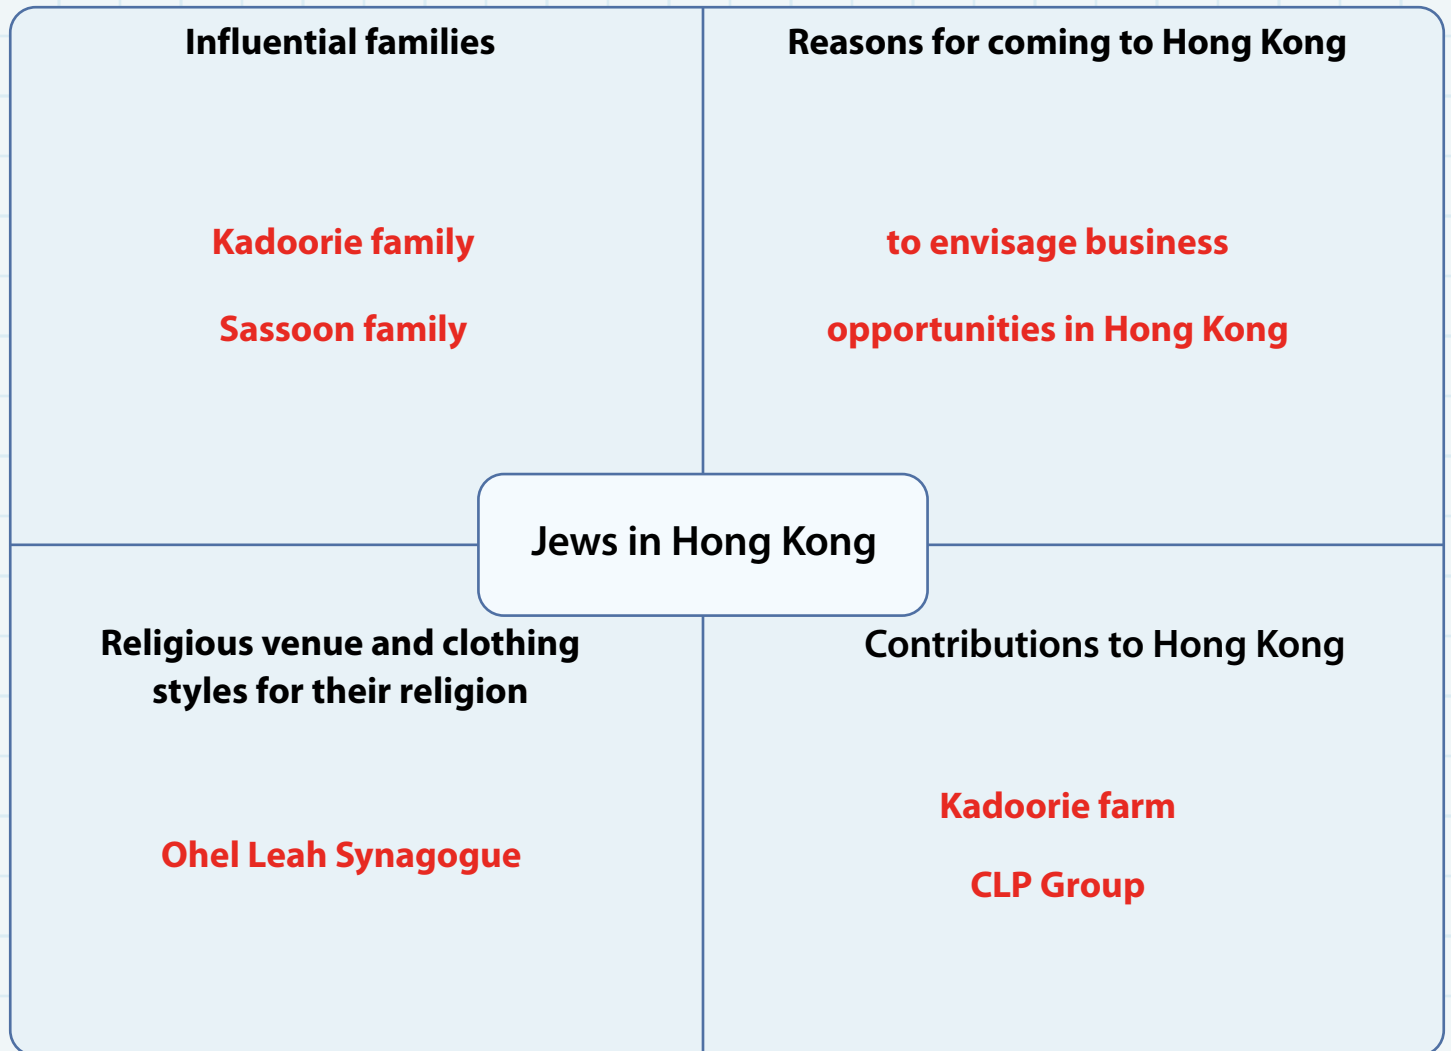 Influential families
Kadoorie family
Sassoon family
Reasons for coming to Hong Kong
to envisage business
opportunities in Hong Kong
Jews in Hong Kong
Religious venue and clothing
styles for their religion
Ohel Leah Synagogue
Contributions to Hong Kong
Kadoorie farm
CLP Group